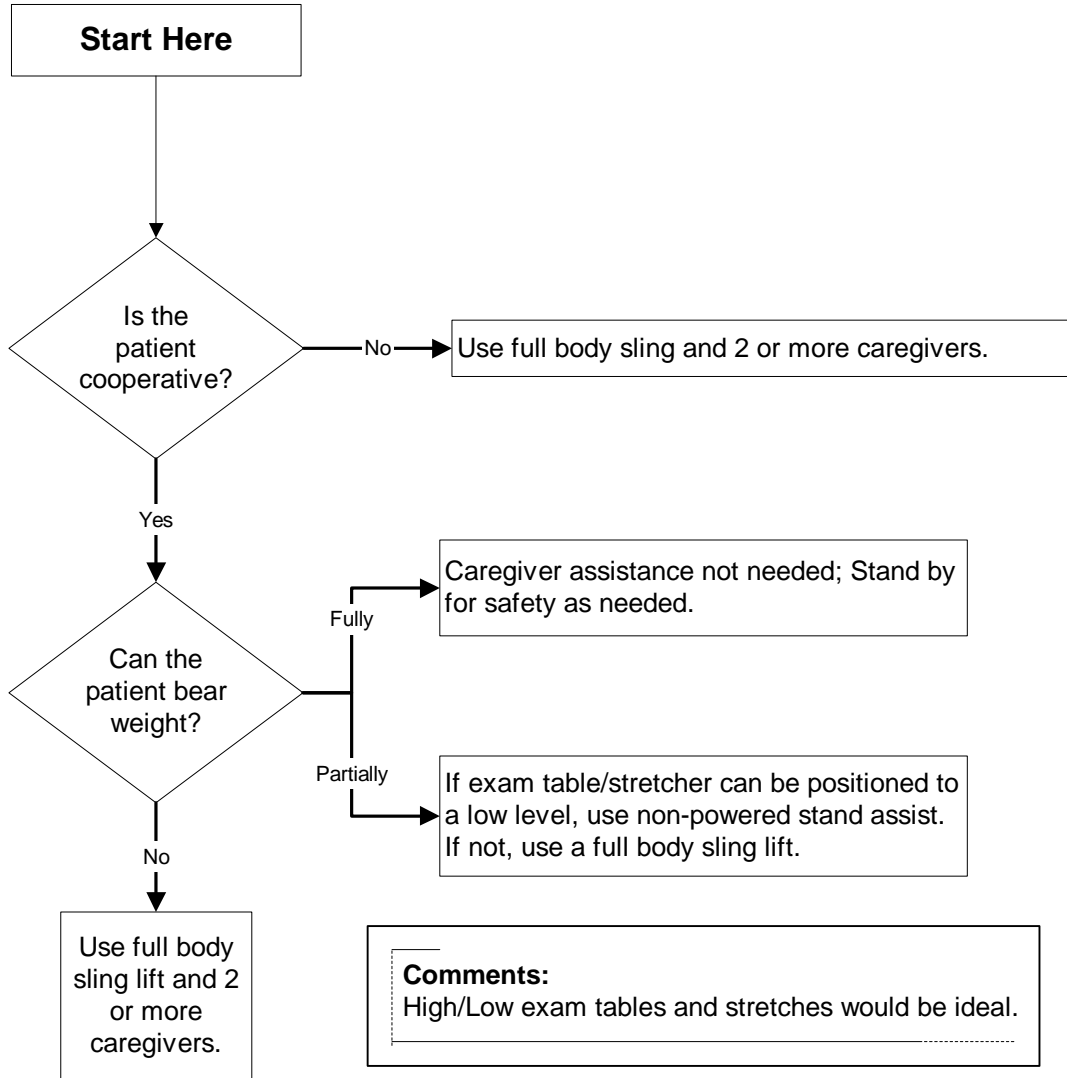 Start Here
Is the
patient
cooperative?
No
Use full body sling and 2 or more caregivers.
Yes
Can the
patient bear
weight?
Fully
Caregiver assistance not needed; Stand by
for safety as needed.
Partially
If exam table/stretcher can be positioned to
a low level, use non-powered stand assist.
If not, use a full body sling lift.
No
Use full body
sling lift and 2
or more
caregivers.
Comments:
High/Low exam tables and stretches would be ideal.